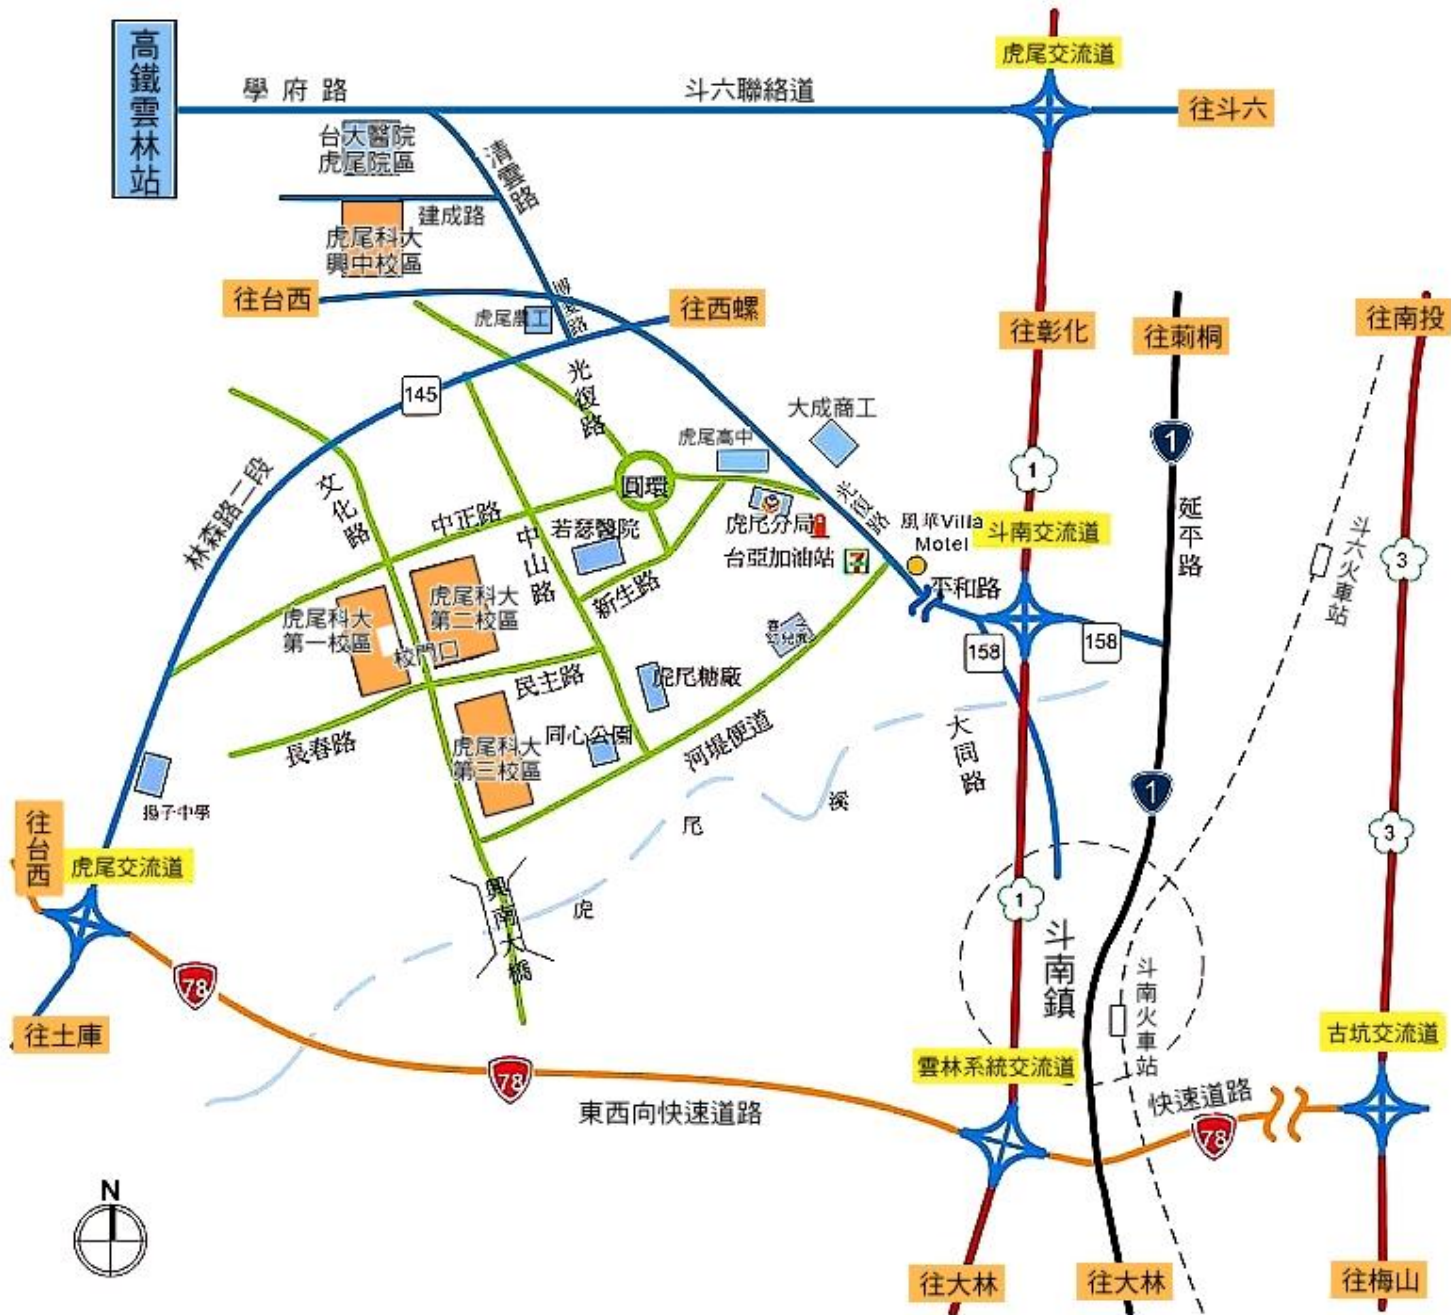 高鐵雲林站
學府路
斗六聯絡道
虎尾交流道
往斗六
台大醫院
虎尾院區
清雲路
建成路
虎尾科大
興中校區
往台西
虎尾農工
往西螺
往彰化
往莿桐
往南投
145
光復路
大成商工
虎尾高中
1
1
林森路二段
文化路
中正路
圓環
中山路
若瑟醫院
新生路
虎尾分局
台亞加油站
7
光復路
風華Villa
Motel
斗南交流道
平和路
延平路
斗六火車站
3
虎尾科大
第一校區
虎尾科大
第二校區
校門口
158
158
民主路
虎尾糖廠
長春路
虎尾科大
第三校區
同心公園
河堤便道
大同路
揚子中學
虎
尾
溪
往台西
虎尾交流道
興南大橋
1
1
3
斗南鎮
斗南火車站
78
往土庫
78
東西向快速道路
雲林系統交流道
快速道路
78
古坑交流道
N
往大林
往大林
往梅山